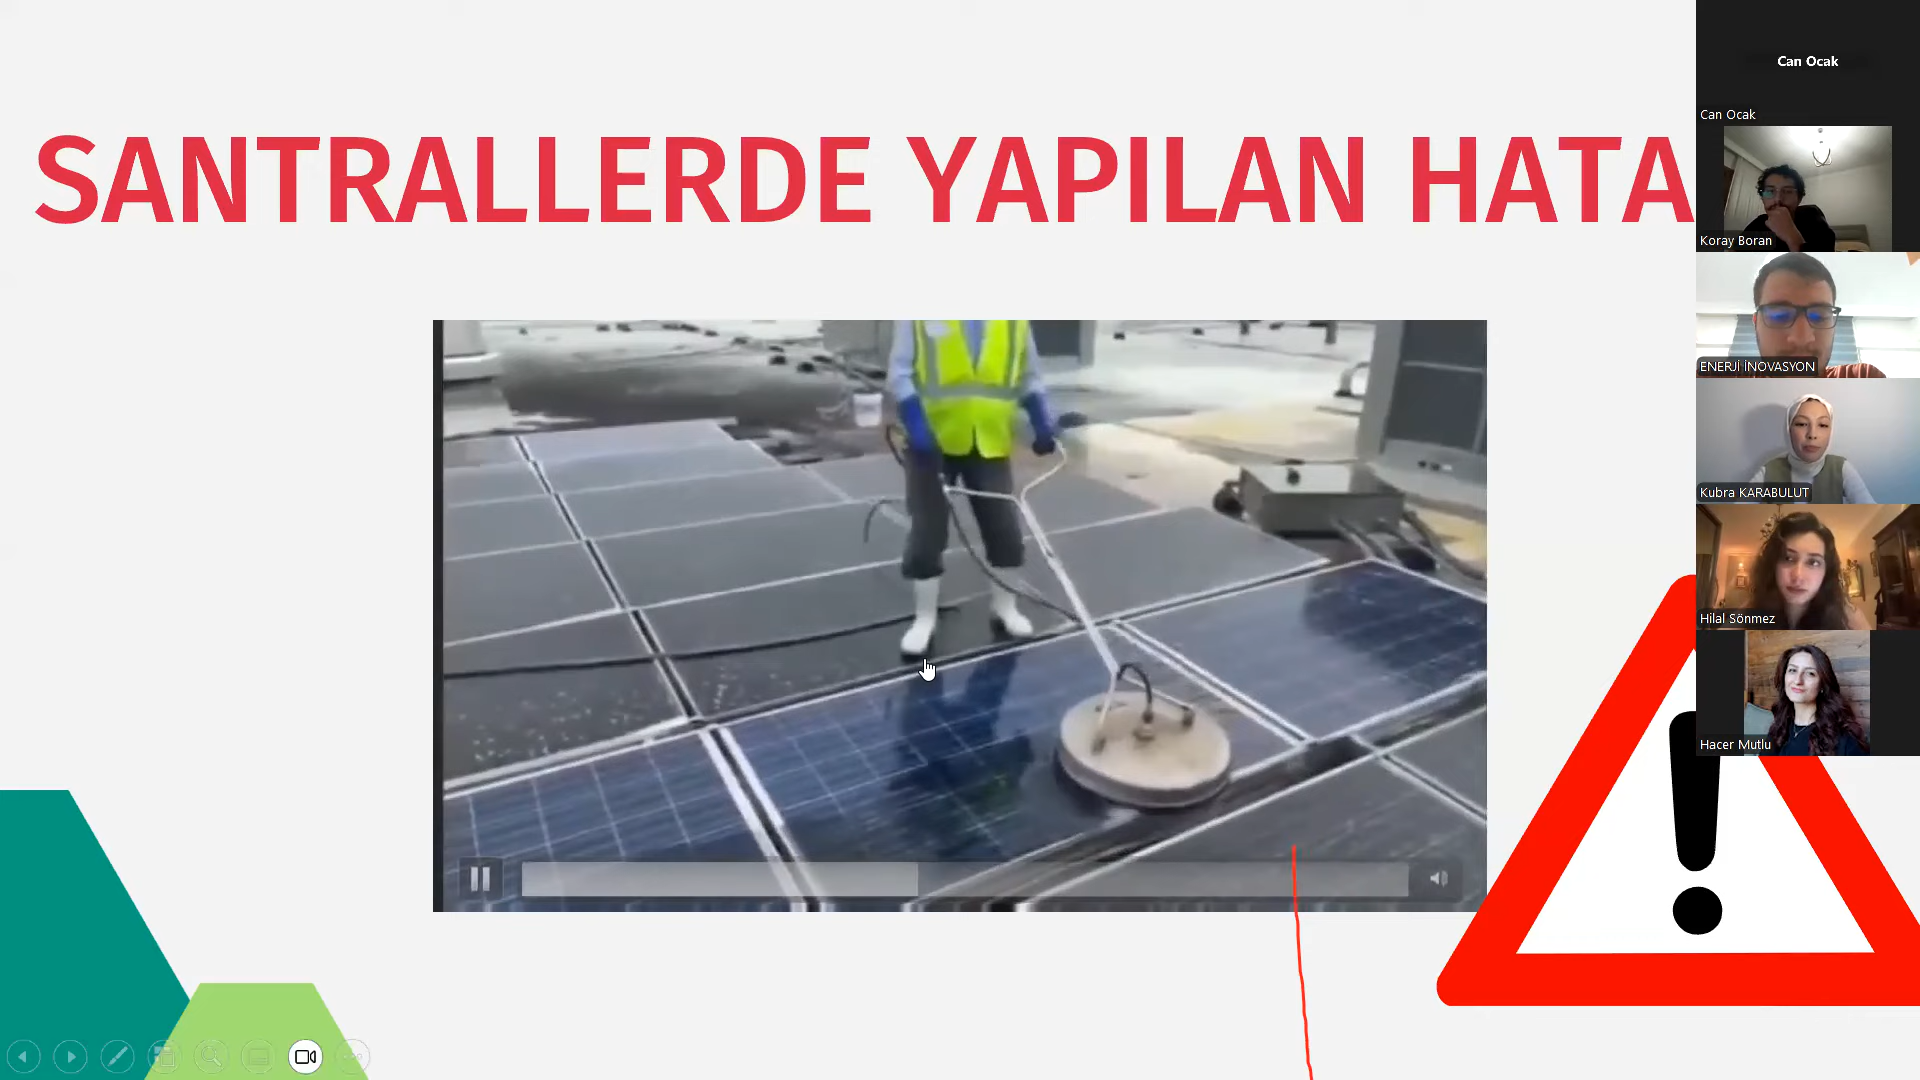 SANTRALLERDE YAPILAN HATA
Can Ocak
Can Ocak
Koray Boran
ENERJİ İNOVASYON
Kubra KARABULUT
Hilal Sönmez
Hacer Mutlu